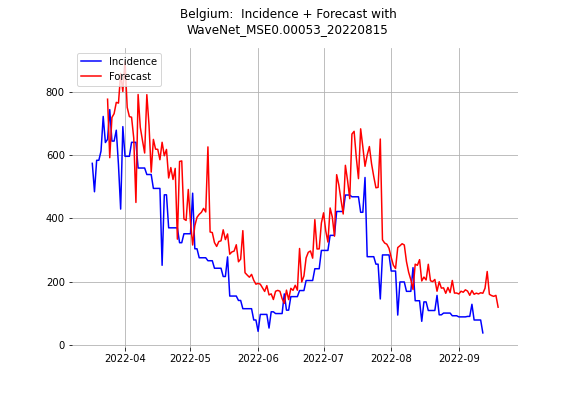 Belgium:  Incidence + Forecast with
WaveNet_MSE0.00053_20220815
Incidence
Forecast
800
600
400
200
0
2022-04
2022-05
2022-06
2022-07
2022-08
2022-09